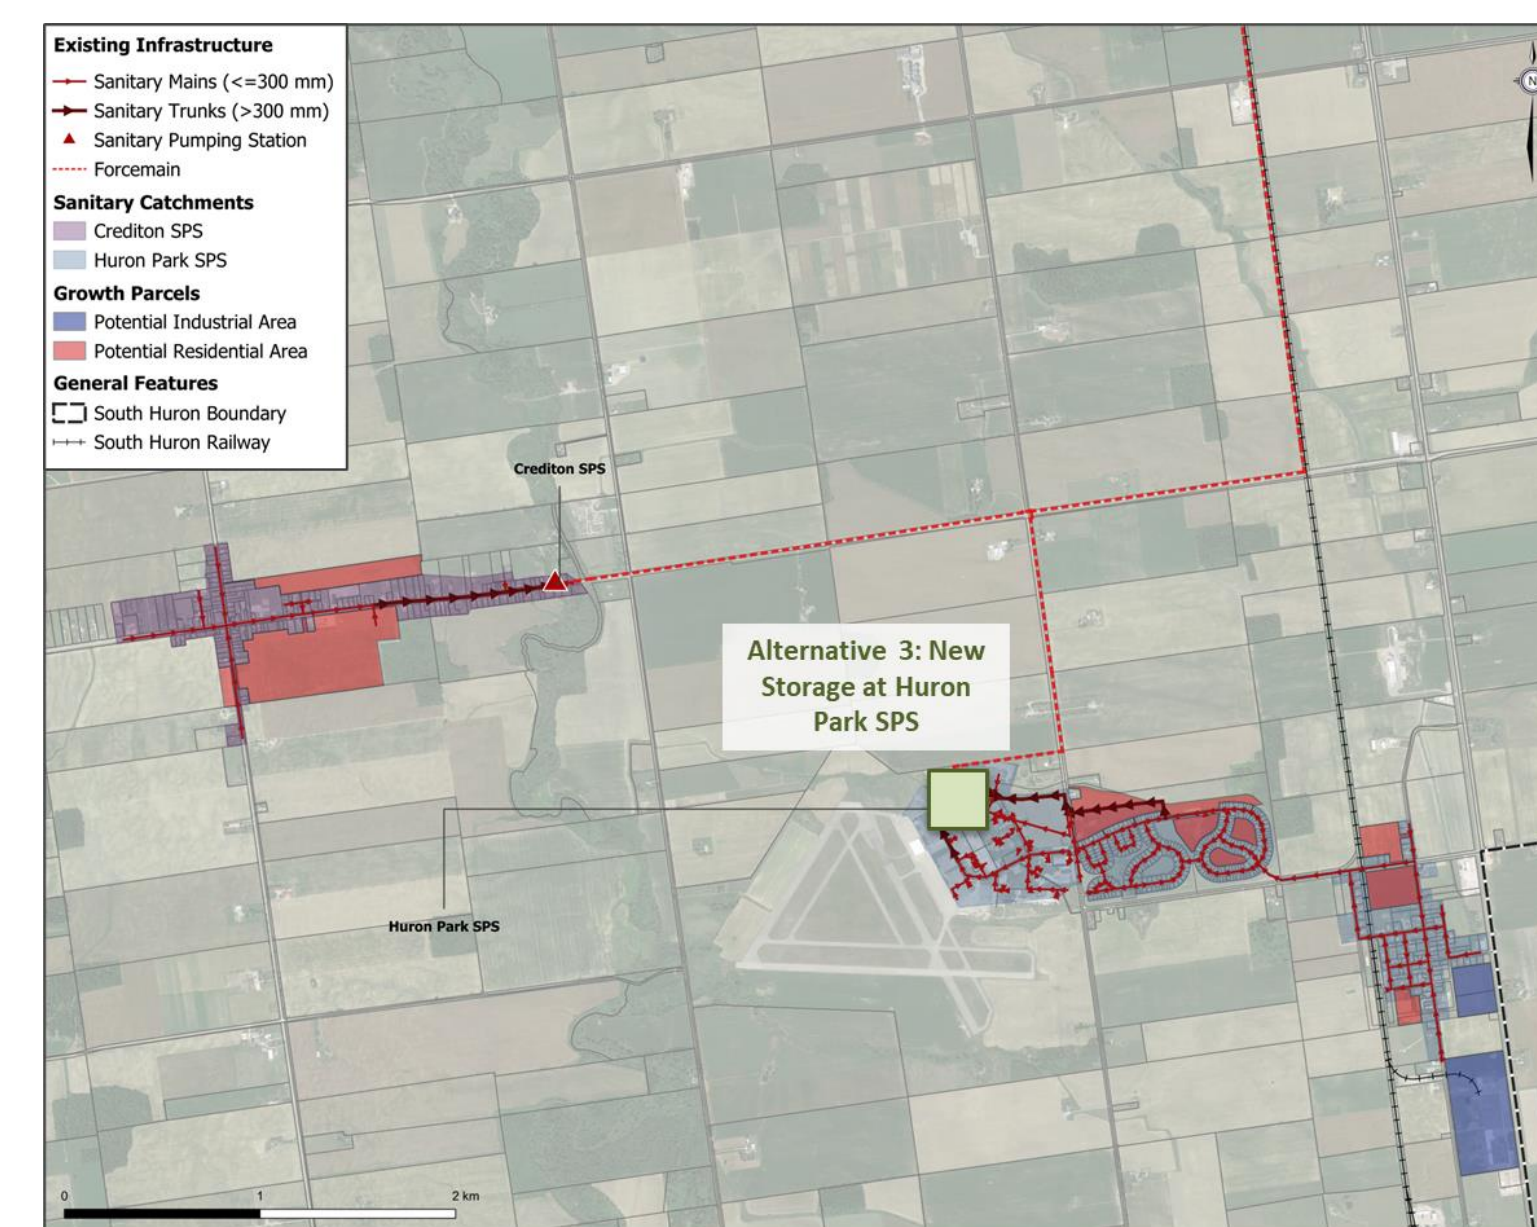 Existing Infrastructure
Sanitary Mains (<=300 mm)
Sanitary Trunks (>300 mm)
Sanitary Pumping Station
Forcemain
Sanitary Catchments
Crediton SPS
Huron Park SPS
Growth Parcels
Potential Industrial Area
Potential Residential Area
General Features
South Huron Boundary
South Huron Railway
N
Crediton SPS
Alternative 3: New
Storage at Huron
Park SPS
Huron Park SPS
0 1 2 km